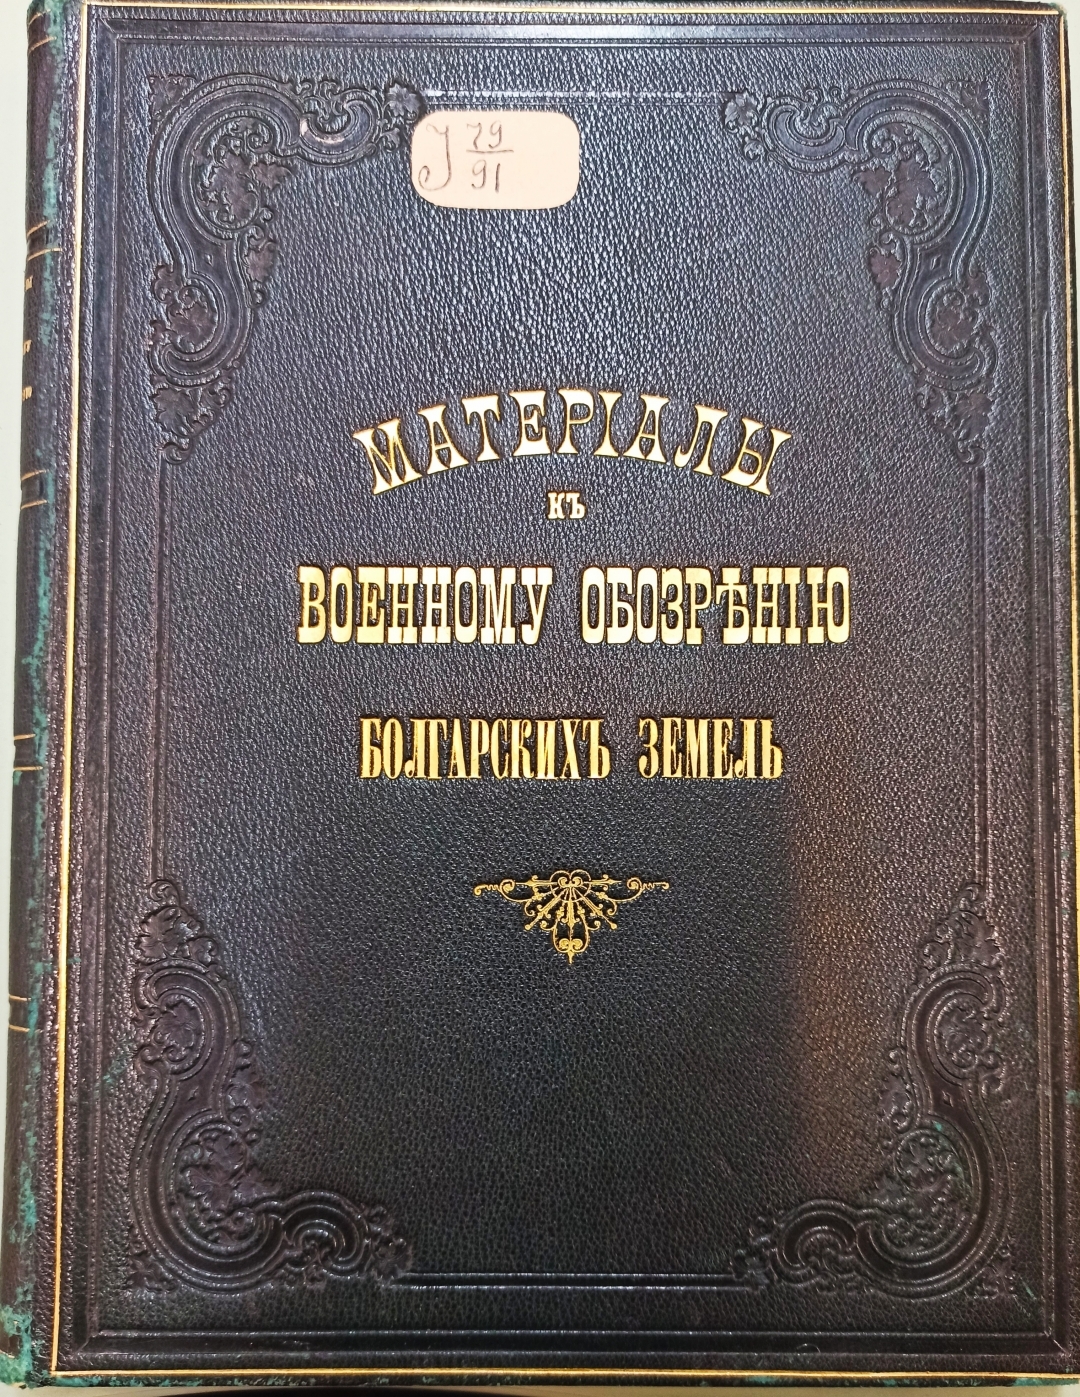 J 79
91
МАТЕРІАЛЫ
КЪ
ВОЕННОМУ ОБОЗРѢНІЮ
БОЛГАРСКИХЪ ЗЕМЕЛЬ